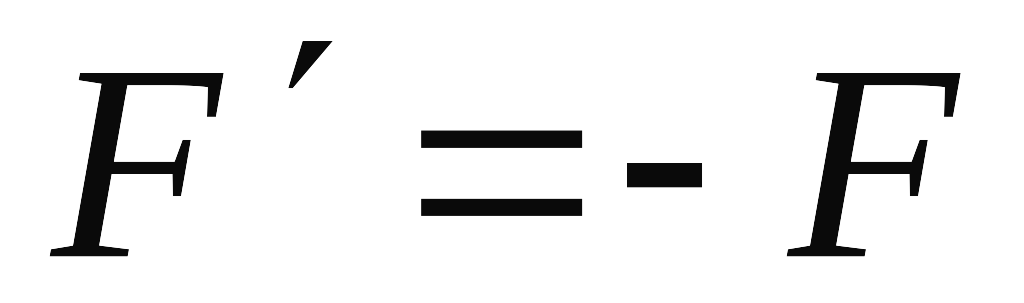 F′ =- F